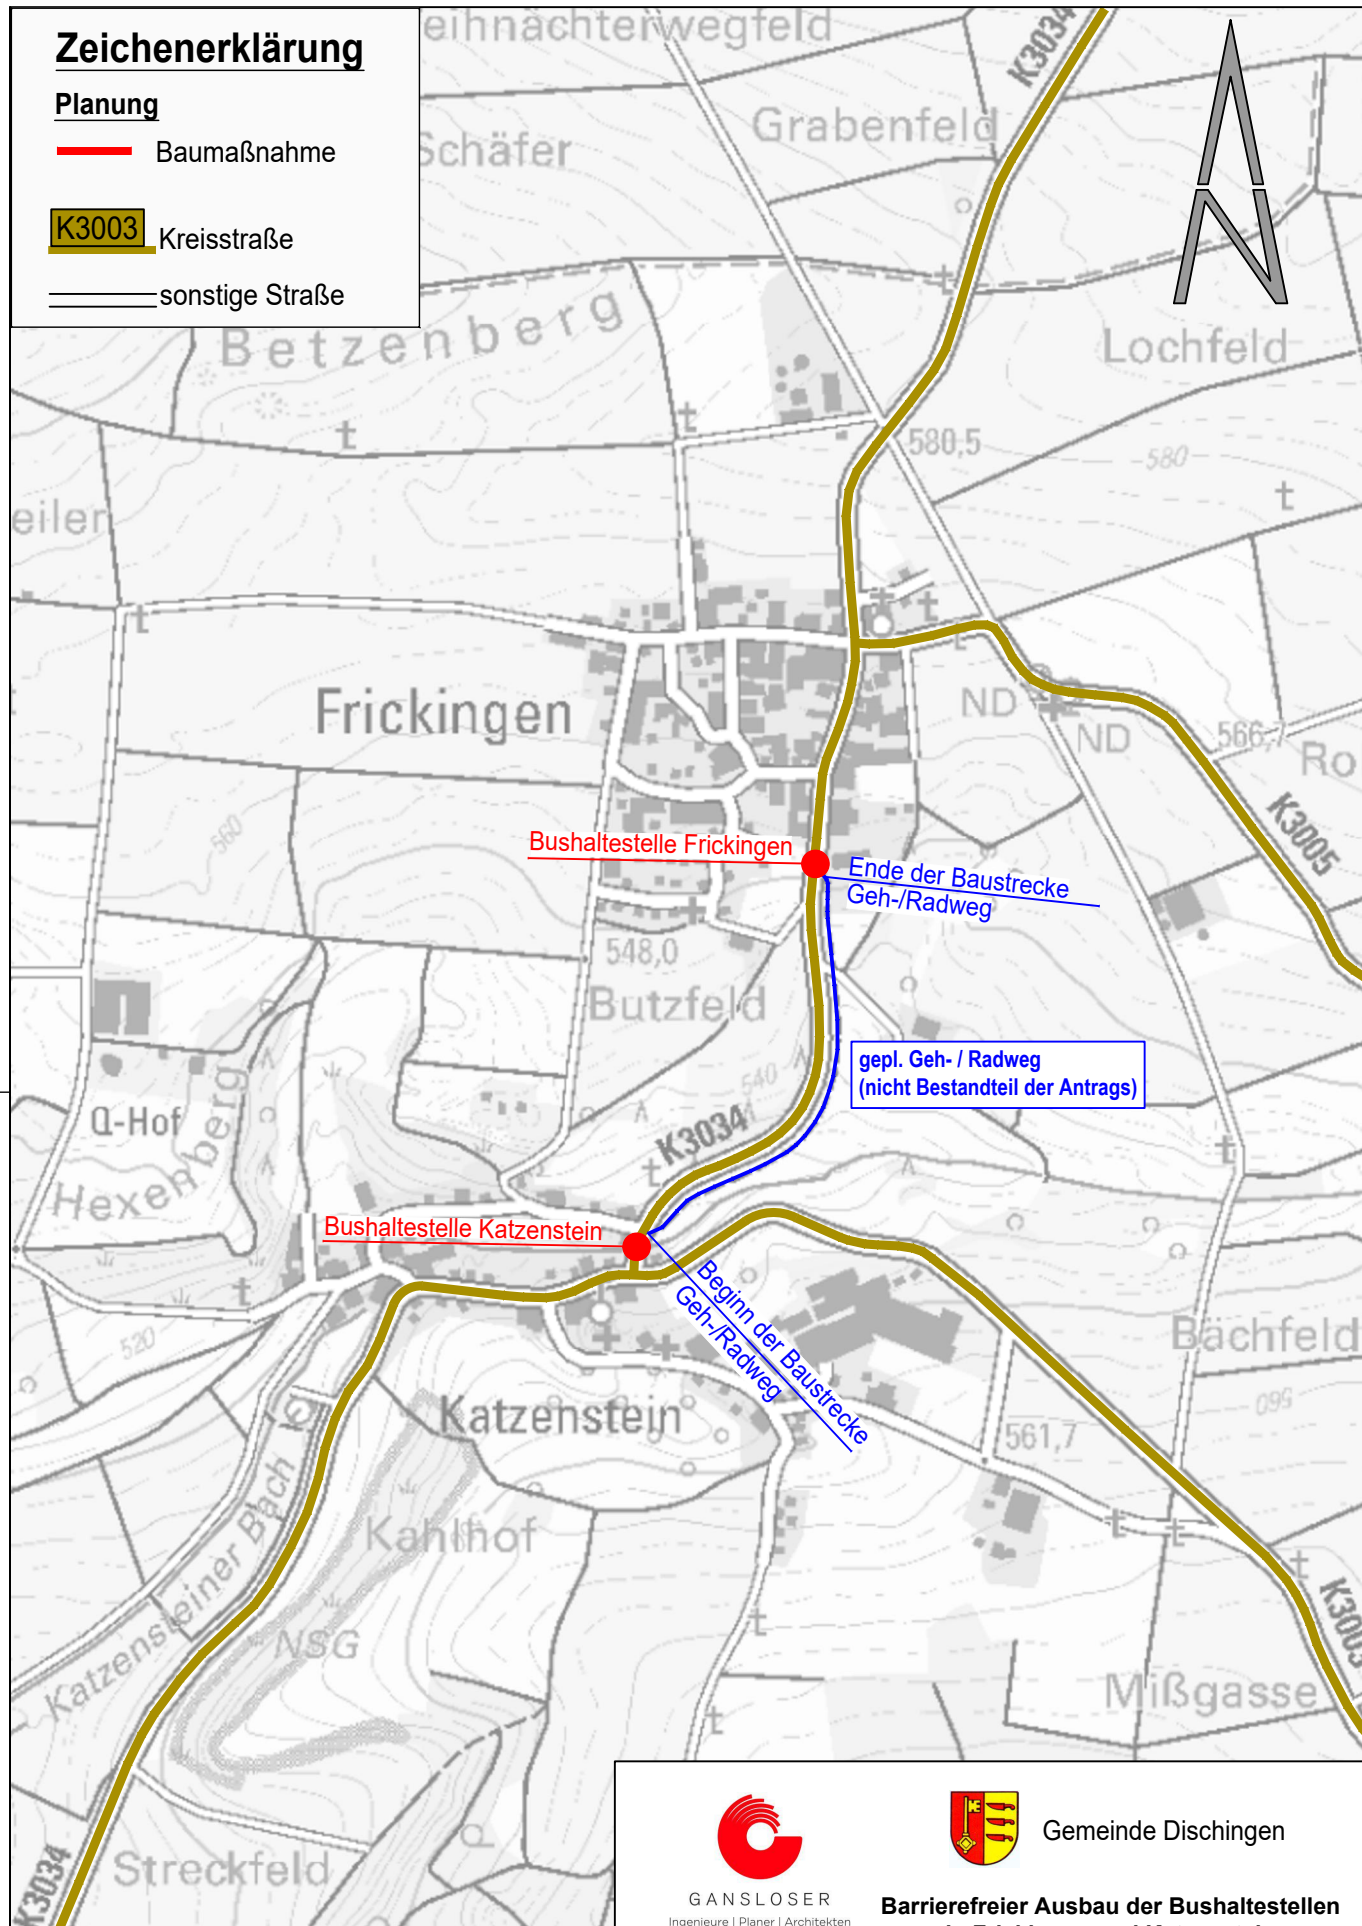 Zeichenerklärung
Planung
Baumaßnahme
K3003 Kreisstraße
sonstige Straße
eihnächterwegfeld
K3034
Grabenfeld
Schäfer
Betzenberg
Lochfeld
580,5
580
eiler
Frickingen
ND
ND
566,7
Ro
K3005
560
Bushaltestelle Frickingen
Ende der Baustrecke
Geh-/Radweg
548,0
Butzfeld
540
gepl. Geh- / Radweg
(nicht Bestandteil der Antrags)
Q-Hof
Hexenberg
K3034
Bushaltestelle Katzenstein
Beginn der Baustrecke
Geh-/Radweg
520
Bächfeld
560
Katzenstein
561,7
Kahlhof
Katzensteiner Bach
NSG
K3003
Mißgasse
Streckfeld
K3034
GANSLOSER
Ingenieure | Planer | Architekten
Gemeinde Dischingen
Barrierefreier Ausbau der Bushaltestellen